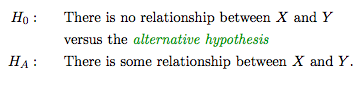 H₀ : There is no relationship between X and Y
versus the alternative hypothesis
H_A : There is some relationship between X and Y.